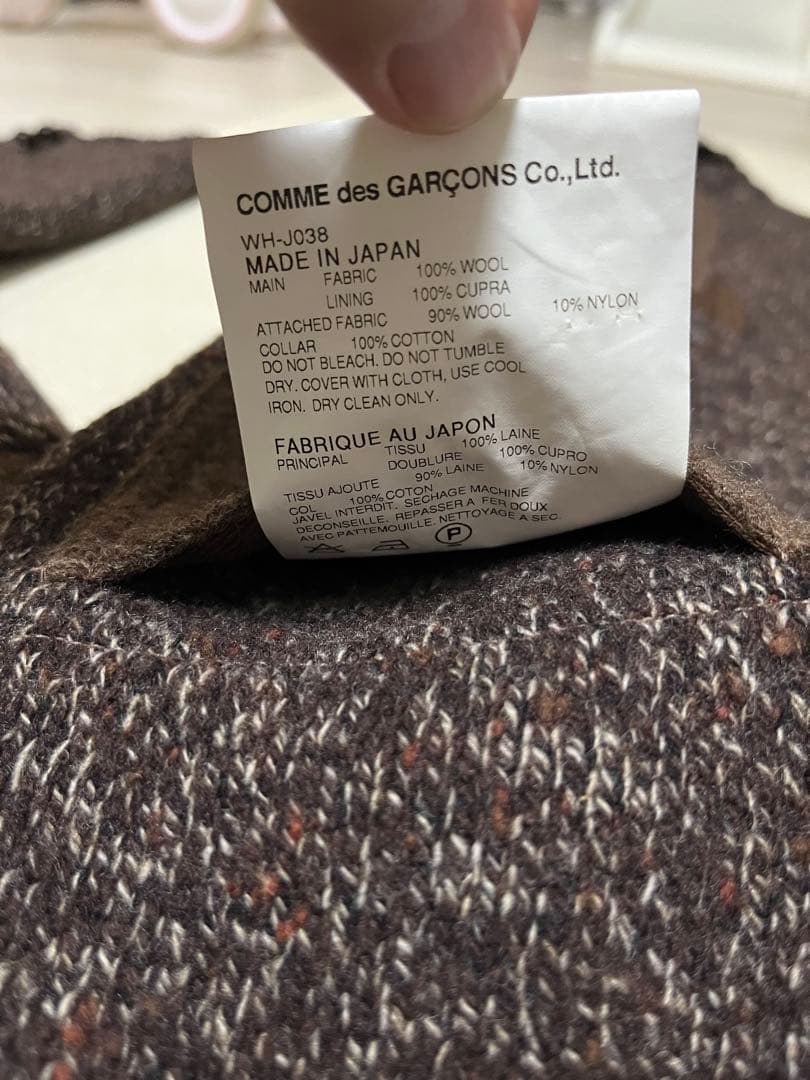 COMME des GARÇONS Co.,Ltd.
WH-J038
MADE IN JAPAN
MAIN FABRIC 100% WOOL
LINING 100% CUPRA
ATTACHED FABRIC 90% WOOL 10% NYLON
COLLAR 100% COTTON
DO NOT BLEACH. DO NOT TUMBLE
DRY. COVER WITH CLOTH, USE COOL
IRON. DRY CLEAN ONLY.
FABRIQUE AU JAPON
PRINCIPAL TISSU 100% LAINE
DOUBLURE 100% CUPRO
TISSU AJOUTE 90% LAINE 10% NYLON
COL 100% COTON
JAVEL INTERDIT. SECHAGE MACHINE
DECONSEILLE. REPASSER A FER DOUX
AVEC PATTEMOUILLE. NETTOYAGE A SEC.
P